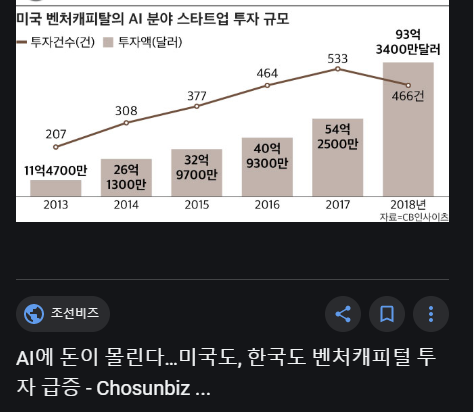 미국 벤처캐피탈의 AI 분야 스타트업 투자 규모
투자건수(건) 투자액(달러)
93억
3400만달러
533
464
466건
377
308
207
54억
2500만
40억
9300만
32억
9700만
26억
1300만
11억4700만
2013 2014 2015 2016 2017 2018년
자료=CB인사이츠
조선비즈
AI에 돈이 몰린다...미국도, 한국도 벤처캐피털 투
자 급증 - Chosunbiz ...